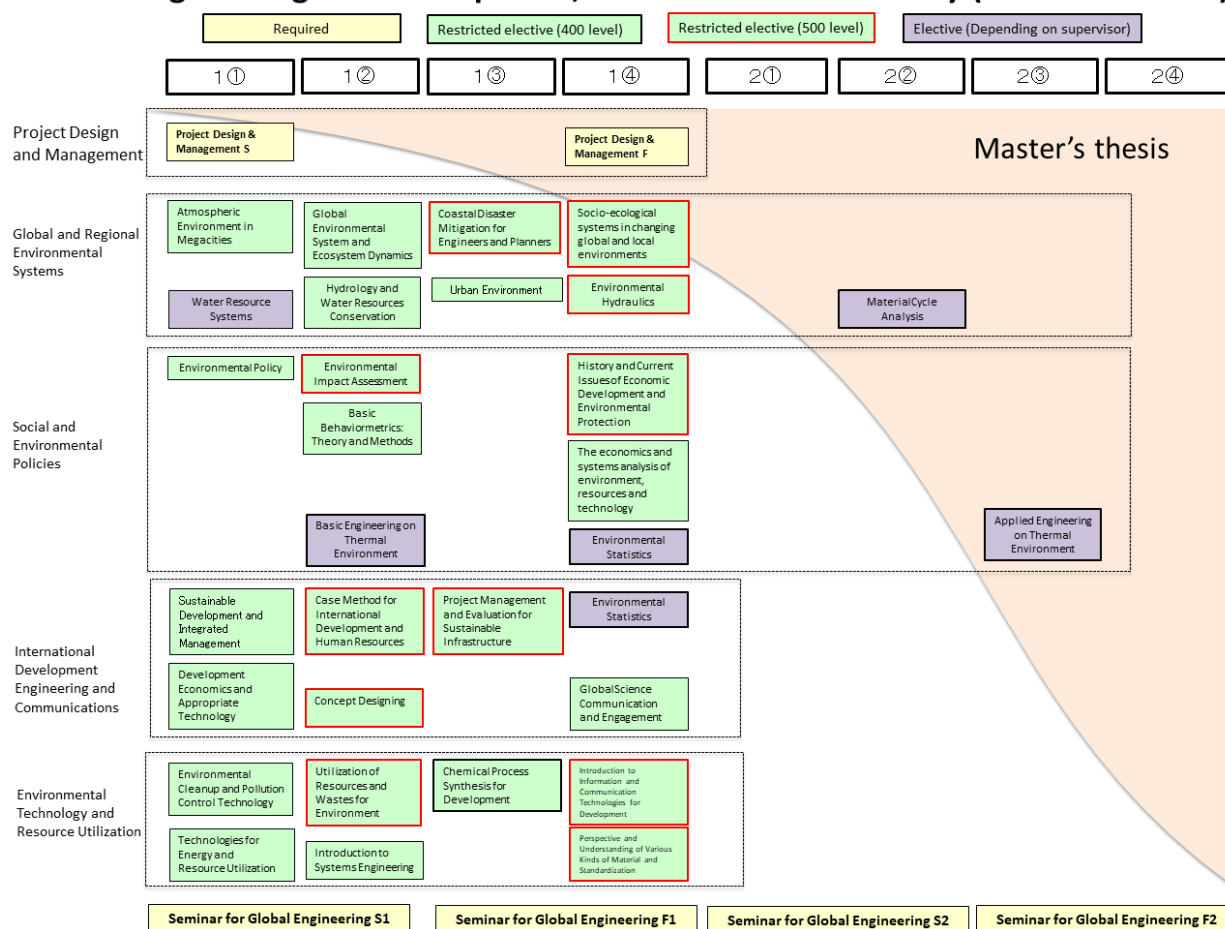 Required
Restricted elective (400 level)
Restricted elective (500 level)
Elective (Depending on supervisor)
1①
1②
1③
1④
2①
2②
2③
2④
Project Design
and Management
Project Design &
Management S
Project Design &
Management F
Master's thesis
Global and Regional
Environmental
Systems
Atmospheric
Environment in
Megacities
Global
Environmental
System and
Ecosystem Dynamics
Coastal Disaster
Mitigation for
Engineers and Planners
Socio-ecological
systems in changing
global and local
environments
Water Resource
Systems
Hydrology and
Water Resources
Conservation
Urban Environment
Environmental
Hydraulics
Material Cycle
Analysis
Social and
Environmental
Policies
Environmental Policy
Environmental
Impact Assessment
History and Current
Issues of Economic
Development and
Environmental
Protection
Basic
Behaviormetrics:
Theory and Methods
The economics and
systems analysis of
environment,
resources and
technology
Basic Engineering on
Thermal
Environment
Environmental
Statistics
Applied Engineering
on Thermal
Environment
International
Development
Engineering and
Communications
Sustainable
Development and
Integrated
Management
Case Method for
International
Development and
Human Resources
Project Management
and Evaluation for
Sustainable
Infrastructure
Environmental
Statistics
Development
Economics and
Appropriate
Technology
Concept Designing
Global Science
Communication
and Engagement
Environmental
Technology and
Resource Utilization
Environmental
Cleanup and Pollution
Control Technology
Utilization of
Resources and
Wastes for
Environment
Chemical Process
Synthesis for
Development
Introduction to
Information and
Communication
Technologies for
Development
Technologies for
Energy and
Resource Utilization
Introduction to
Systems Engineering
Perspective and
Understanding of Various
Kinds of Material and
Standardization
Seminar for Global Engineering S1
Seminar for Global Engineering F1
Seminar for Global Engineering S2
Seminar for Global Engineering F2